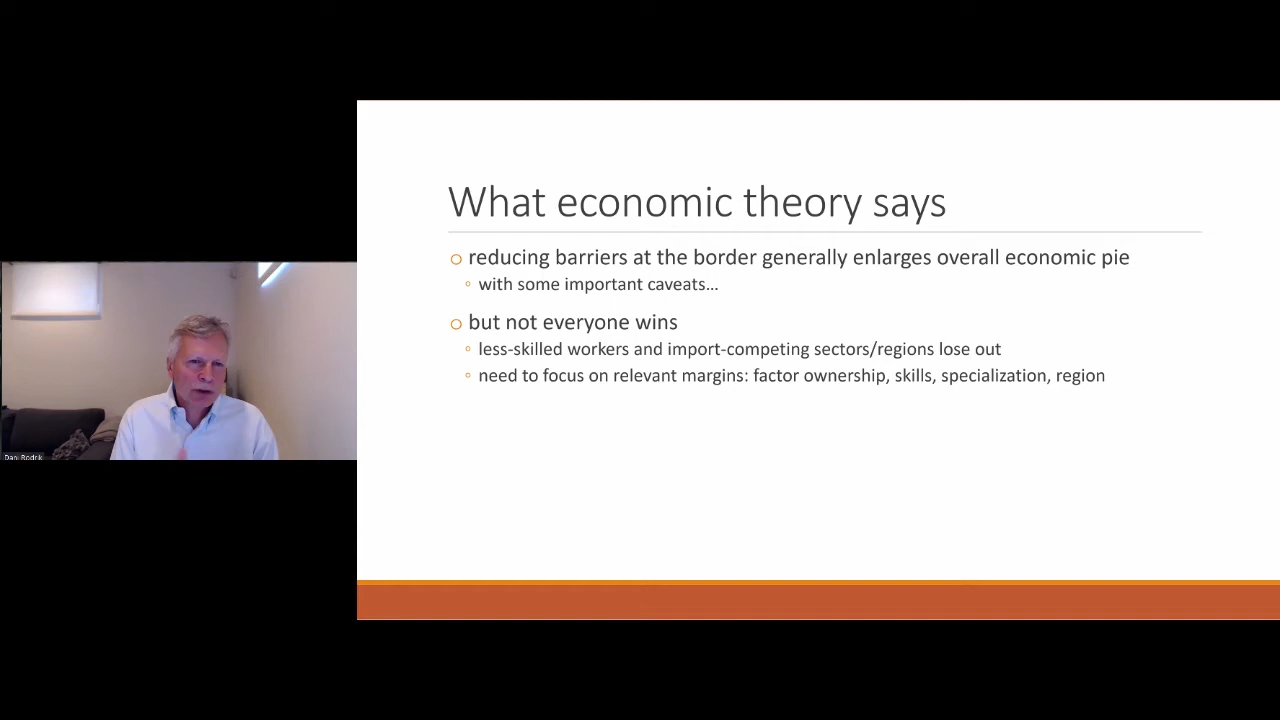 What economic theory says
reducing barriers at the border generally enlarges overall economic pie
with some important caveats...
but not everyone wins
less-skilled workers and import-competing sectors/regions lose out
need to focus on relevant margins: factor ownership, skills, specialization, region
Dani Rodrik